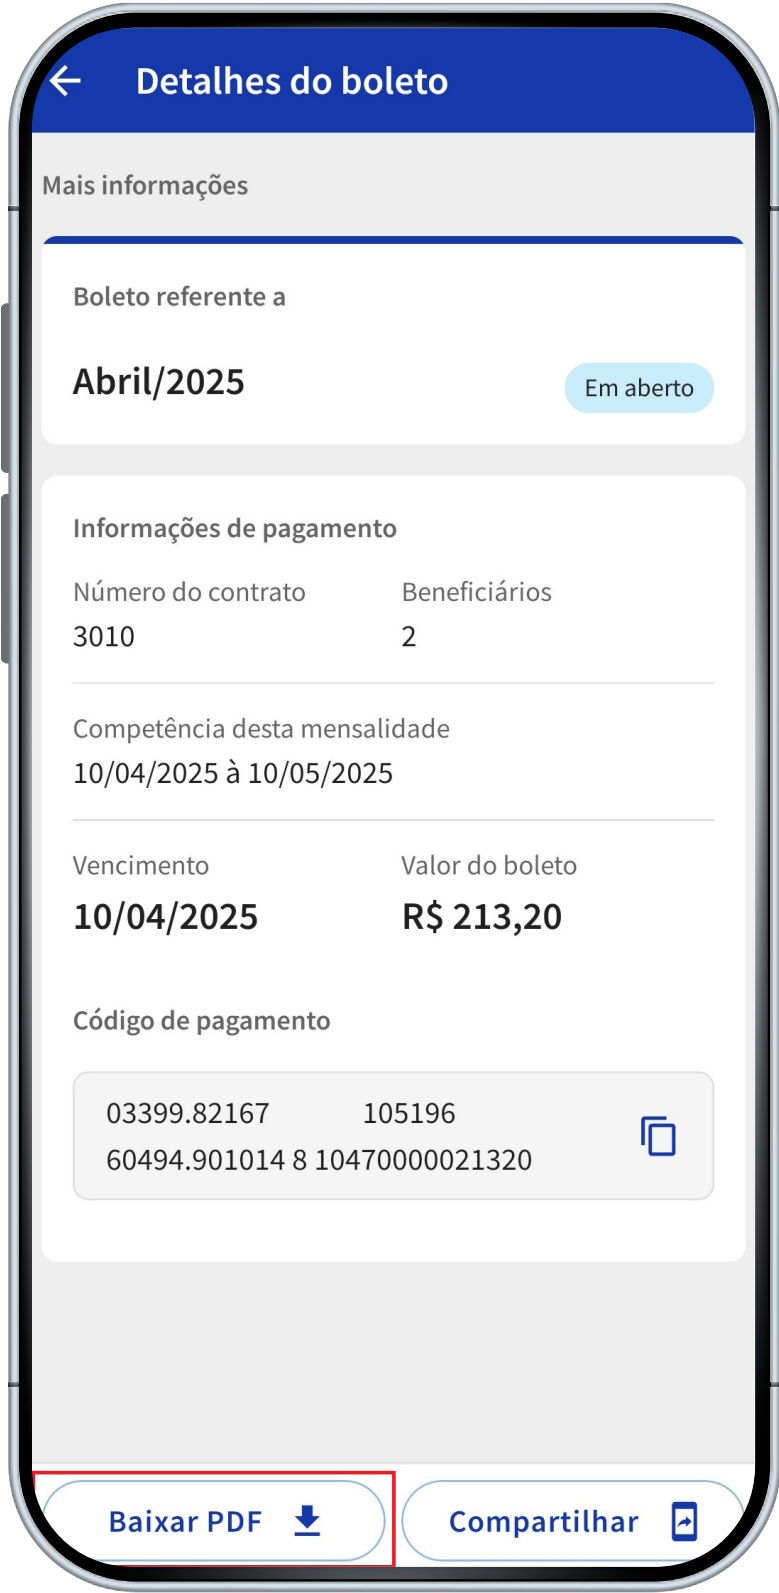 Detalhes do boleto
Mais informações
Boleto referente a
Abril/2025
Em aberto
Informações de pagamento
Número do contrato
Beneficiários
3010
2
Competência desta mensalidade
10/04/2025 à 10/05/2025
Vencimento
Valor do boleto
10/04/2025
R$ 213,20
Código de pagamento
03399.82167 105196
60494.901014 8 10470000021320
Baixar PDF
Compartilhar